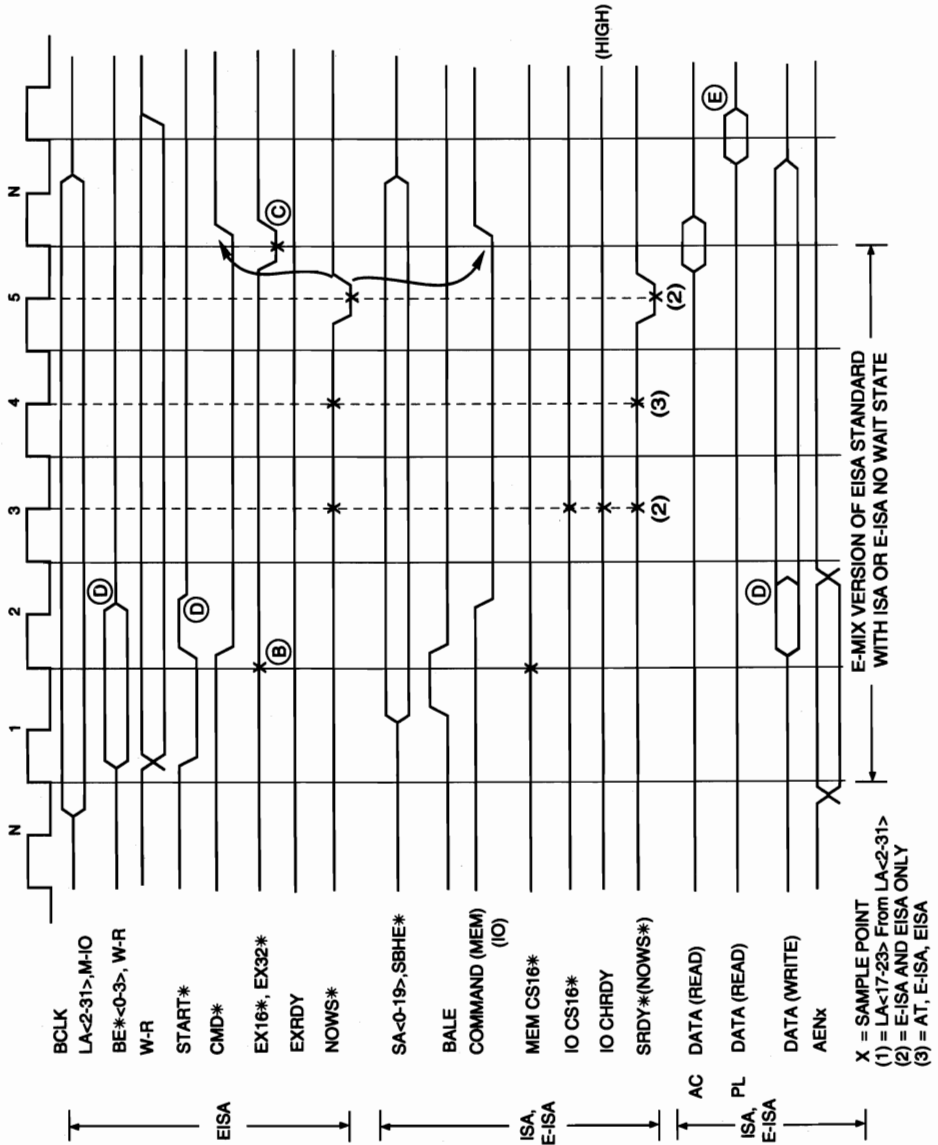 N 1 2 3 4 5 N
BCLK
LA<2-31>,M-IO
BE*<0-3>, W-R
D
W-R
START*
D
CMD*
EX16*, EX32*
B
C
EXRDY
NOWS*
EISA
SA<0-19>,SBHE*
BALE
COMMAND (MEM)
(IO)
MEM CS16*
IO CS16*
IO CHRDY
(HIGH)
SRDY*(NOWS*)
(2) (3) (2)
ISA,
E-ISA
AC DATA (READ)
PL DATA (READ)
E
DATA (WRITE)
D
AENx
ISA,
E-ISA
E-MIX VERSION OF EISA STANDARD
WITH ISA OR E-ISA NO WAIT STATE
X = SAMPLE POINT
(1) = LA<17-23> From LA<2-31>
(2) = E-ISA AND EISA ONLY
(3) = AT, E-ISA, EISA